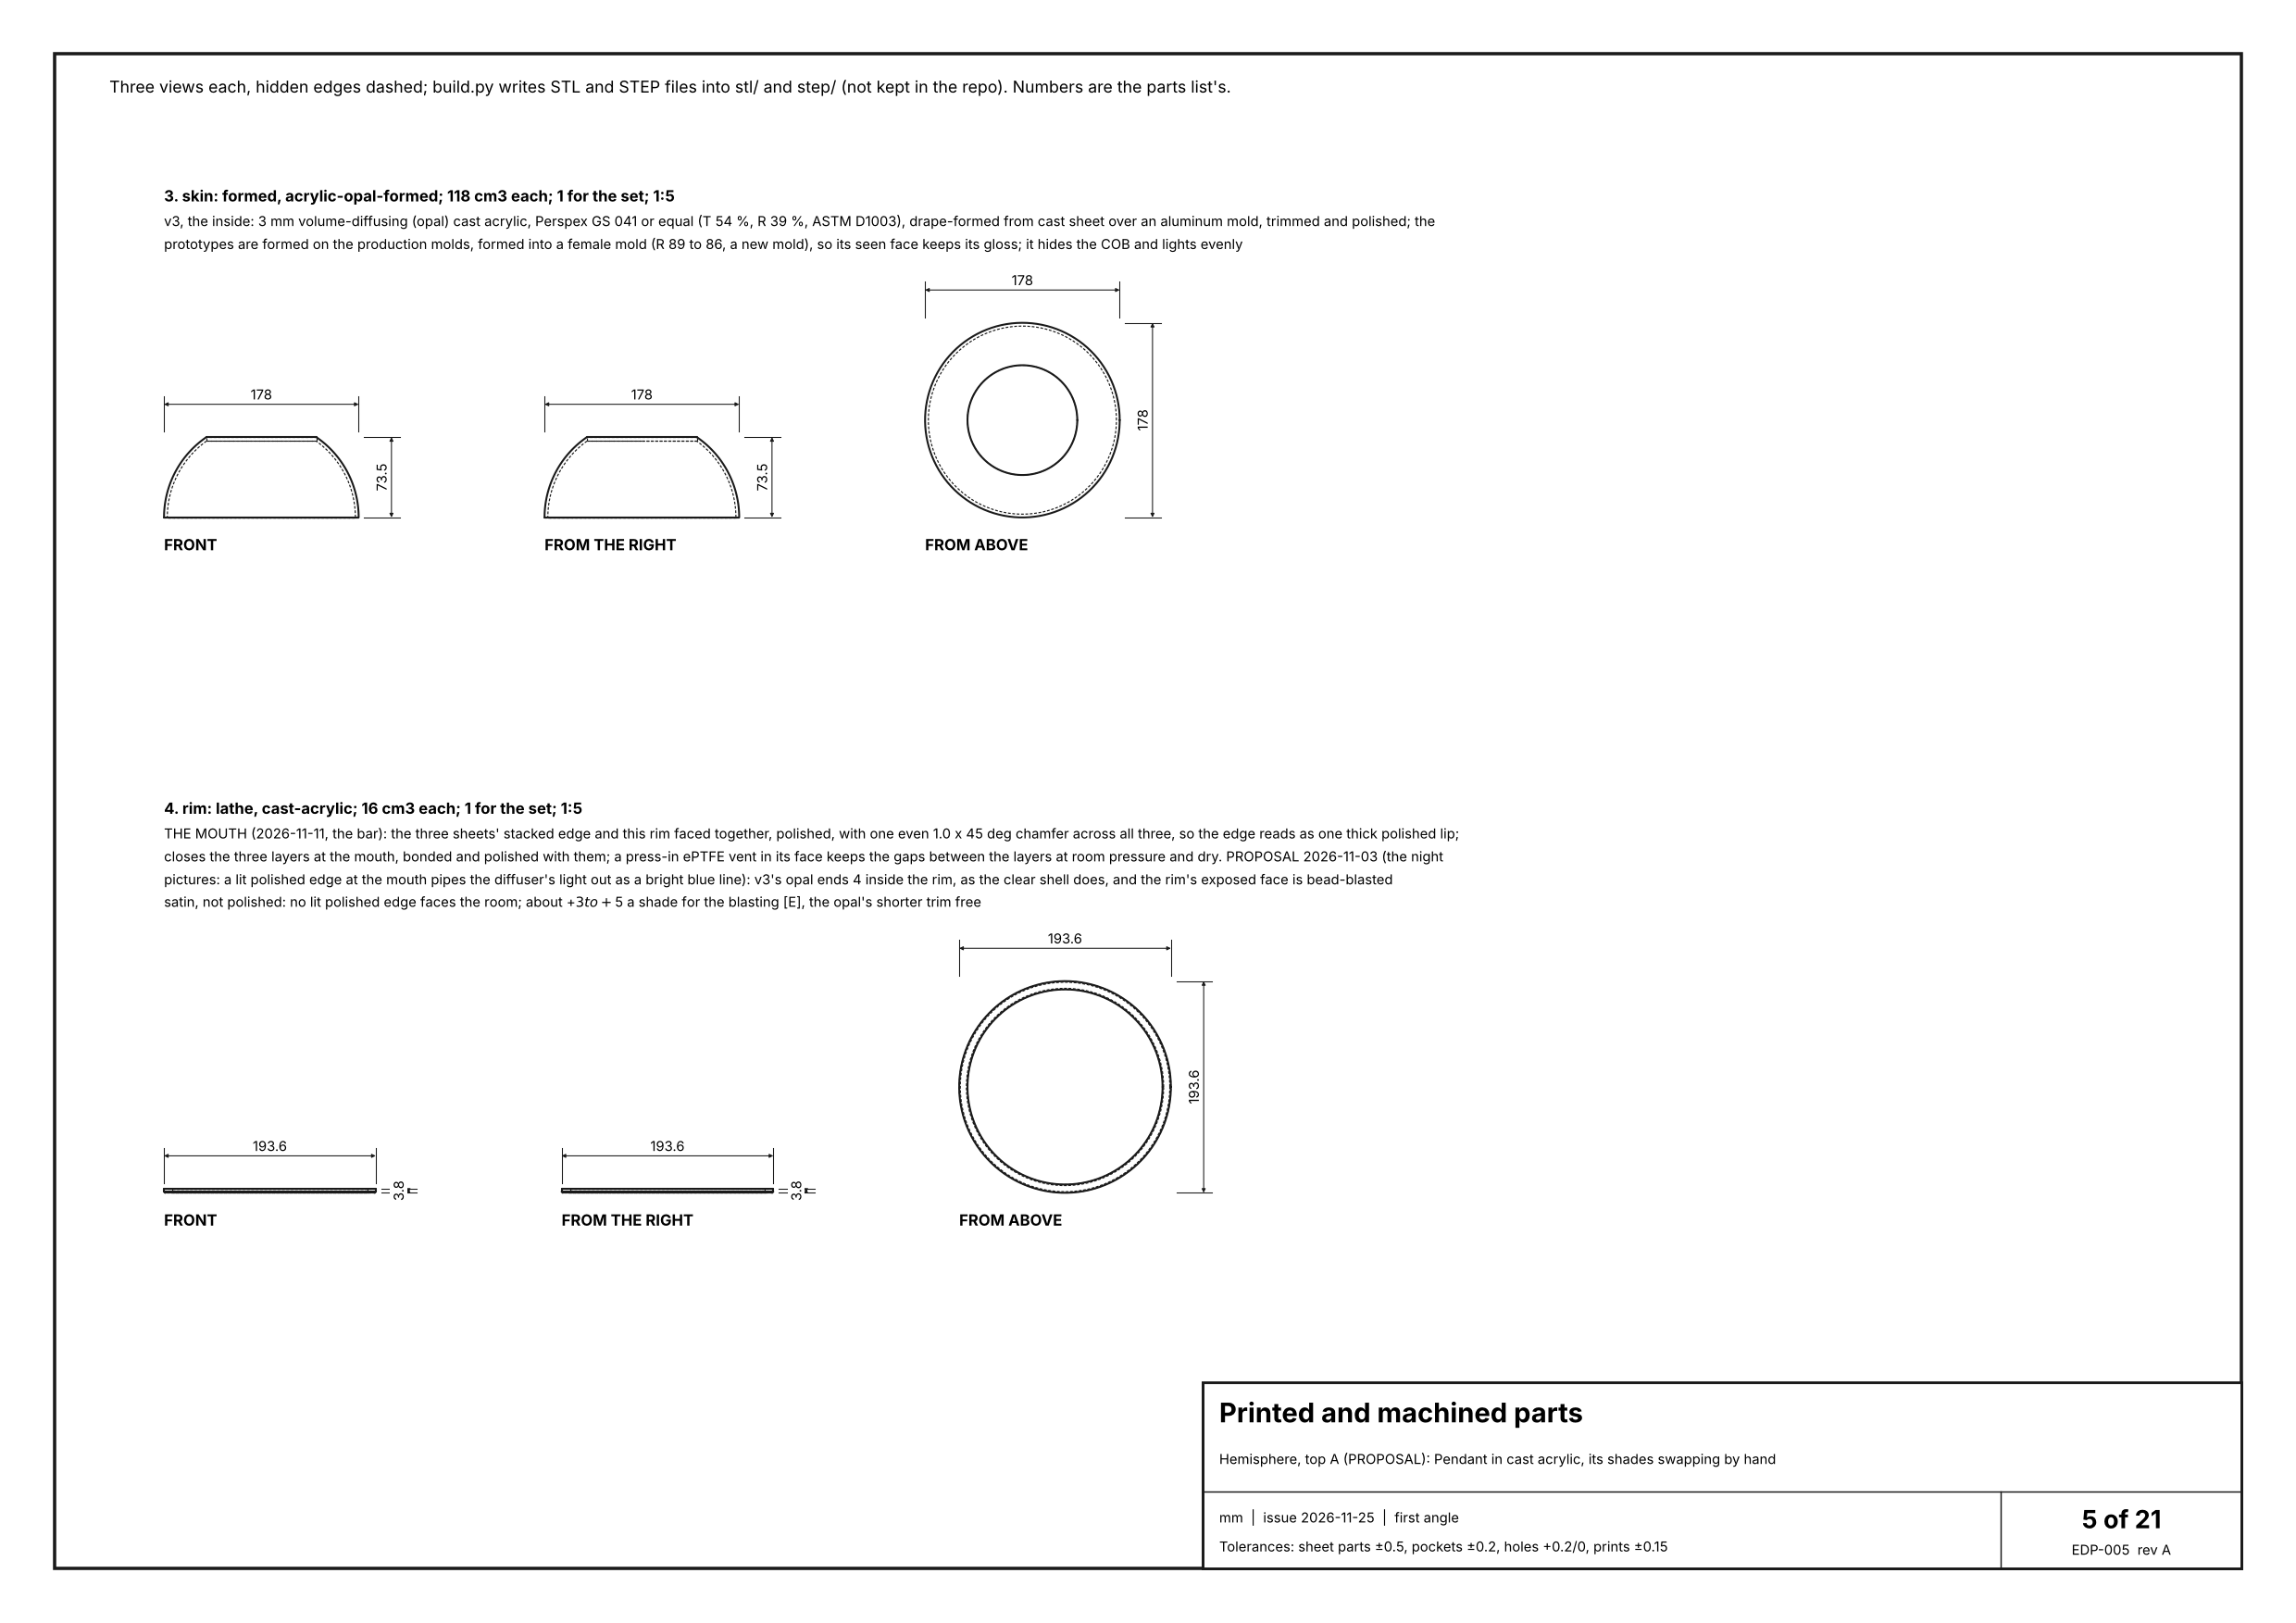 Three views each, hidden edges dashed; build.py writes STL and STEP files into stl/ and step/ (not kept in the repo). Numbers are the parts list's.
3. skin: formed, acrylic-opal-formed; 118 cm3 each; 1 for the set; 1:5
v3, the inside: 3 mm volume-diffusing (opal) cast acrylic, Perspex GS 041 or equal (T 54 %, R 39 %, ASTM D1003), drape-formed from cast sheet over an aluminum mold, trimmed and polished; the
prototypes are formed on the production molds, formed into a female mold (R 89 to 86, a new mold), so its seen face keeps its gloss; it hides the COB and lights evenly
178
178
178
178
73.5
73.5
FRONT
FROM THE RIGHT
FROM ABOVE
4. rim: lathe, cast-acrylic; 16 cm3 each; 1 for the set; 1:5
THE MOUTH (2026-11-11, the bar): the three sheets' stacked edge and this rim faced together, polished, with one even 1.0 x 45 deg chamfer across all three, so the edge reads as one thick polished lip;
closes the three layers at the mouth, bonded and polished with them; a press-in ePTFE vent in its face keeps the gaps between the layers at room pressure and dry. PROPOSAL 2026-11-03 (the night
pictures: a lit polished edge at the mouth pipes the diffuser's light out as a bright blue line): v3's opal ends 4 inside the rim, as the clear shell does, and the rim's exposed face is bead-blasted
satin, not polished: no lit polished edge faces the room; about +3to + 5 a shade for the blasting [E], the opal's shorter trim free
193.6
193.6
193.6
193.6
3.8
3.8
FRONT
FROM THE RIGHT
FROM ABOVE
Printed and machined parts
Hemisphere, top A (PROPOSAL): Pendant in cast acrylic, its shades swapping by hand
mm | issue 2026-11-25 | first angle
Tolerances: sheet parts ±0.5, pockets ±0.2, holes +0.2/0, prints ±0.15
5 of 21
EDP-005 rev A